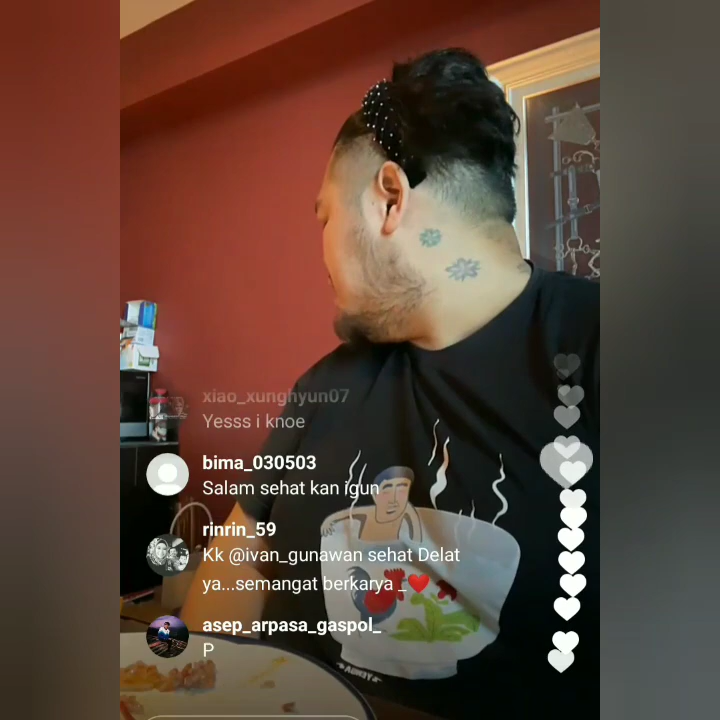 xiao_xunghyun07
Yesss i knoe
bima_030503
Salam sehat kan igun
rinrin_59
Kk @ivan_gunawan sehat Delat
ya...semangat berkarya _❤️
asep_arpasa_gaspol_
P